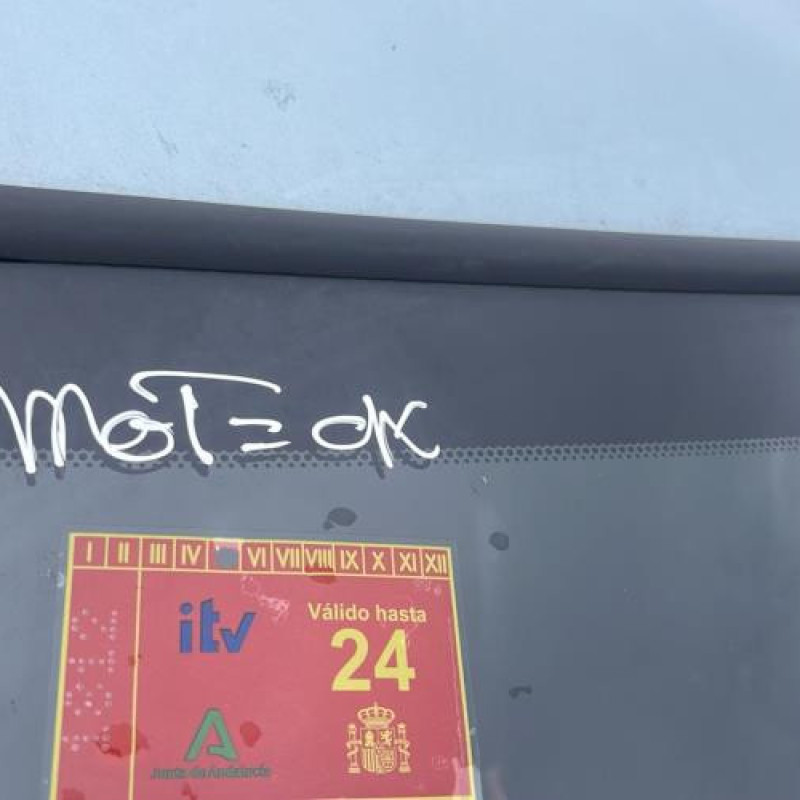 MOT = OK
I II III IV VI VII VIII IX X XI XII
itv
Válido hasta
24
Junta de Andalucía